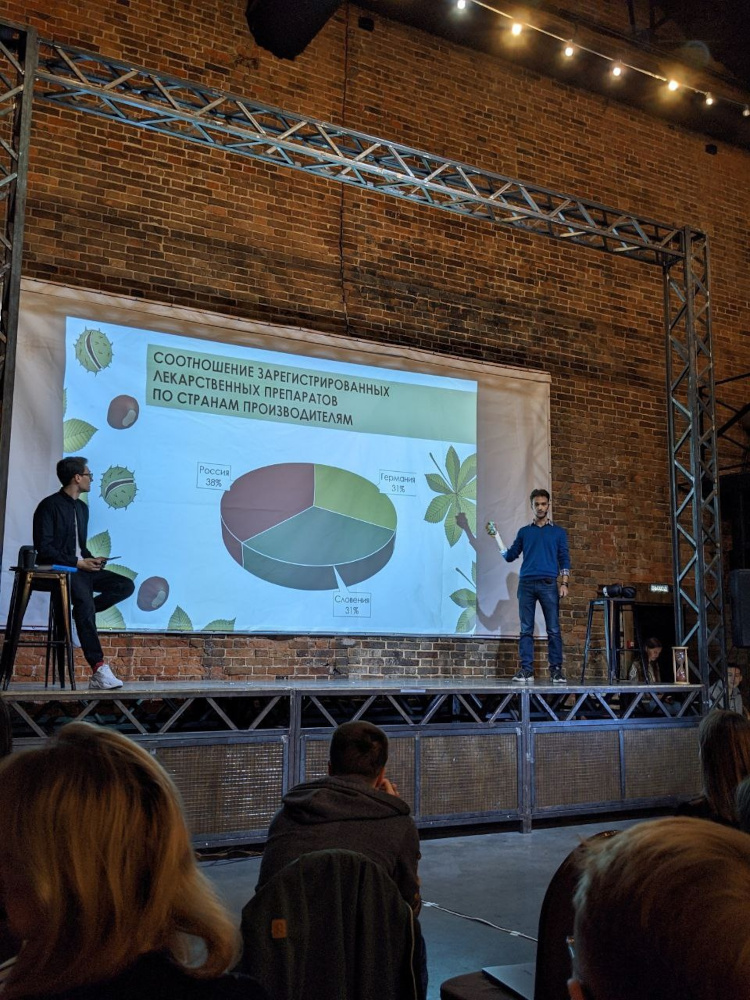 СООТНОШЕНИЕ ЗАРЕГИСТРИРОВАННЫХ
ЛЕКАРСТВЕННЫХ ПРЕПАРАТОВ
ПО СТРАНАМ ПРОИЗВОДИТЕЛЯМ
Россия
38%
Германия
31%
Словения
31%